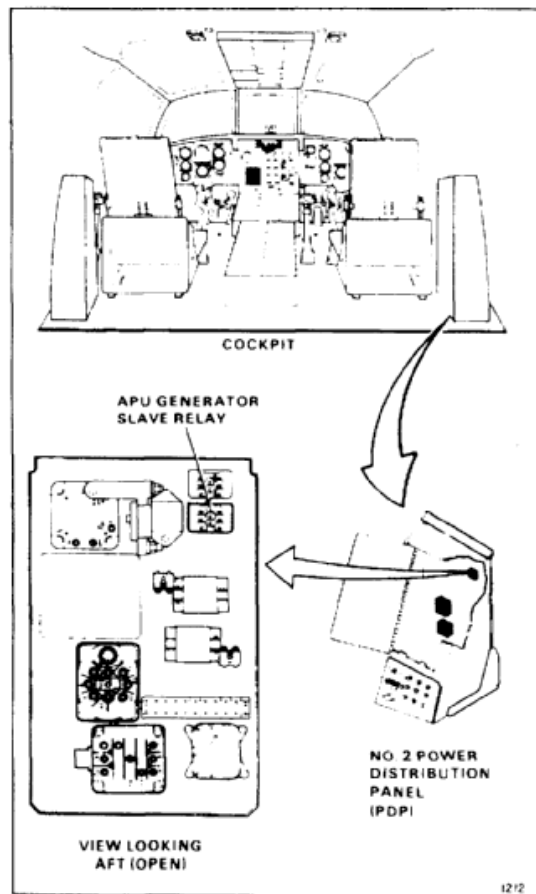 COCKPIT
APU GENERATOR
SLAVE RELAY
NO. 2 POWER
DISTRIBUTION
PANEL
(PDP)
VIEW LOOKING
AFT (OPEN)
1212